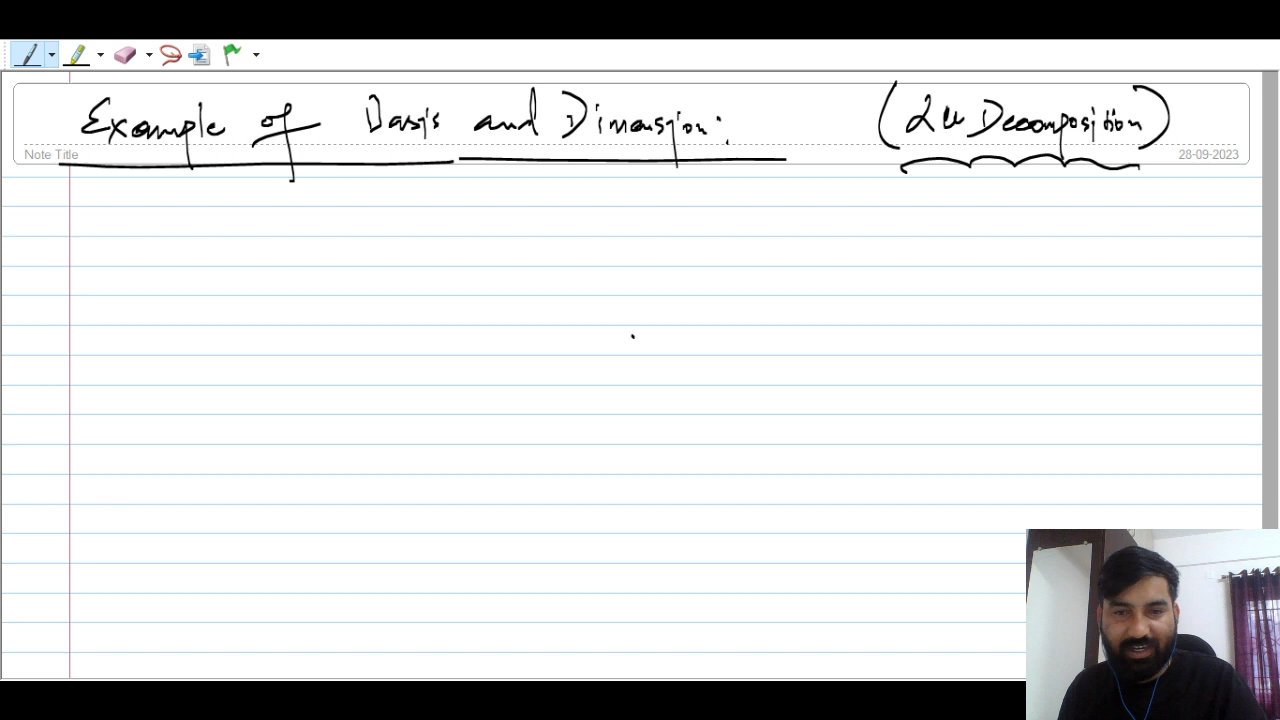 Example of Basis and Dimension: (LU Decomposition)
Note Title
28-09-2023